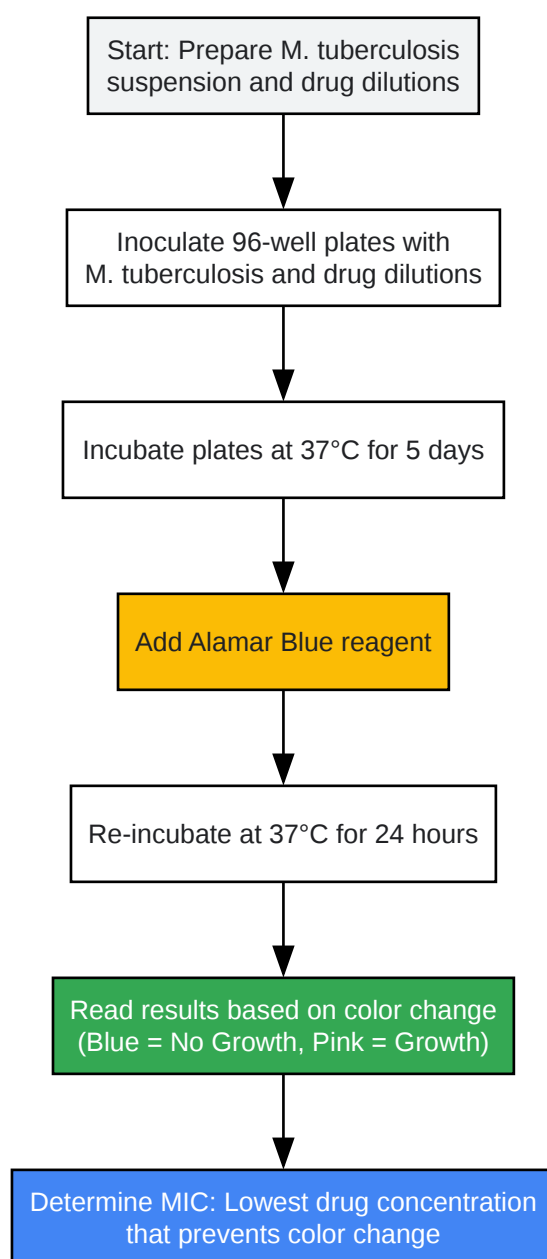 Start: Prepare M. tuberculosis
suspension and drug dilutions
Inoculate 96-well plates with
M. tuberculosis and drug dilutions
Incubate plates at 37°C for 5 days
Add Alamar Blue reagent
Re-incubate at 37°C for 24 hours
Read results based on color change
(Blue = No Growth, Pink = Growth)
Determine MIC: Lowest drug concentration
that prevents color change